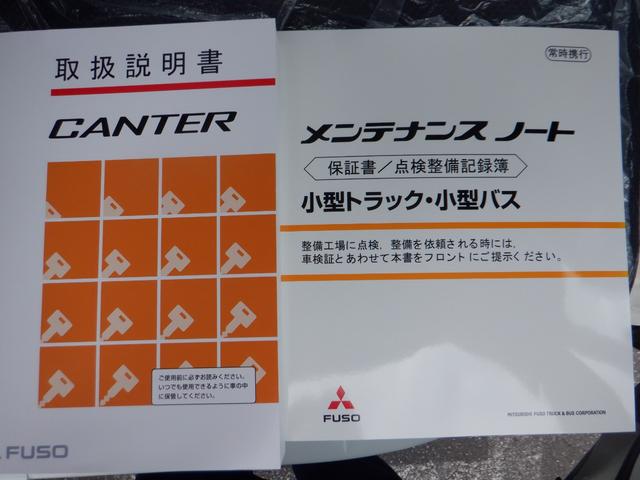 取扱説明書
CANTER
ご使用前に必ずお読みください。
いつでも使用できるように車の中
に保管してください。
FUSO
常時携行
メンテナンス ノート
保証書／点検整備記録簿
小型トラック・小型バス
整備工場に点検、整備を依頼される時には、
車検証とあわせて本書をフロントにご提示ください。
FUSO
MITSUBISHI FUSO TRUCK & BUS CORPORATION